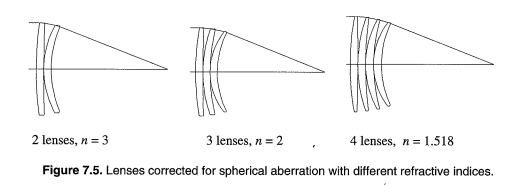 2 lenses, n = 3
3 lenses, n = 2
4 lenses, n = 1.518
Figure 7.5. Lenses corrected for spherical aberration with different refractive indices.